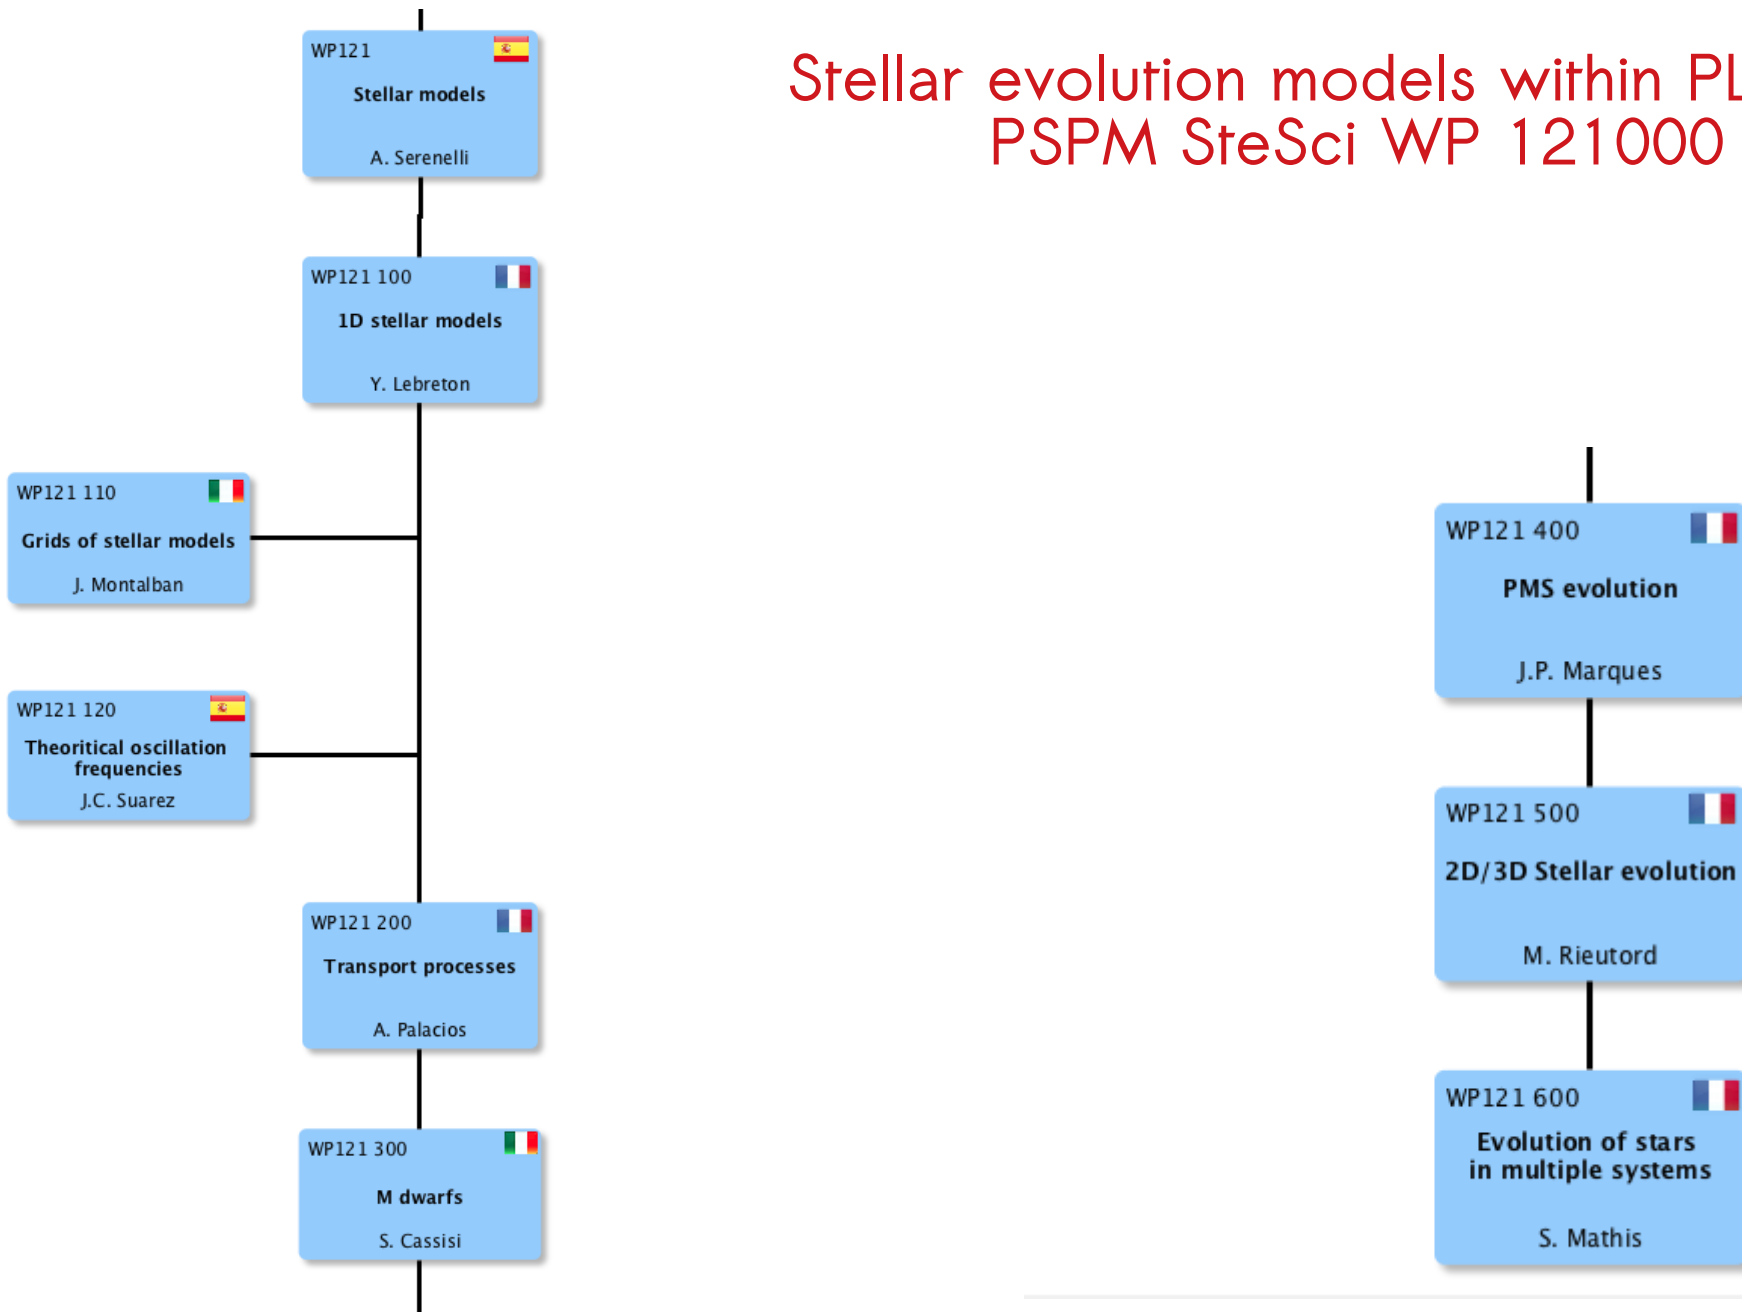 Stellar evolution models within
PSPM SteSci WP 121000
WP121
Stellar models
A. Serenelli
WP121 100
1D stellar models
Y. Lebreton
WP121 110
Grids of stellar models
J. Montalban
WP121 120
Theoritical oscillation
frequencies
J.C. Suarez
WP121 200
Transport processes
A. Palacios
WP121 300
M dwarfs
S. Cassisi
WP121 400
PMS evolution
J.P. Marques
WP121 500
2D/3D Stellar evolution
M. Rieutord
WP121 600
Evolution of stars
in multiple systems
S. Mathis